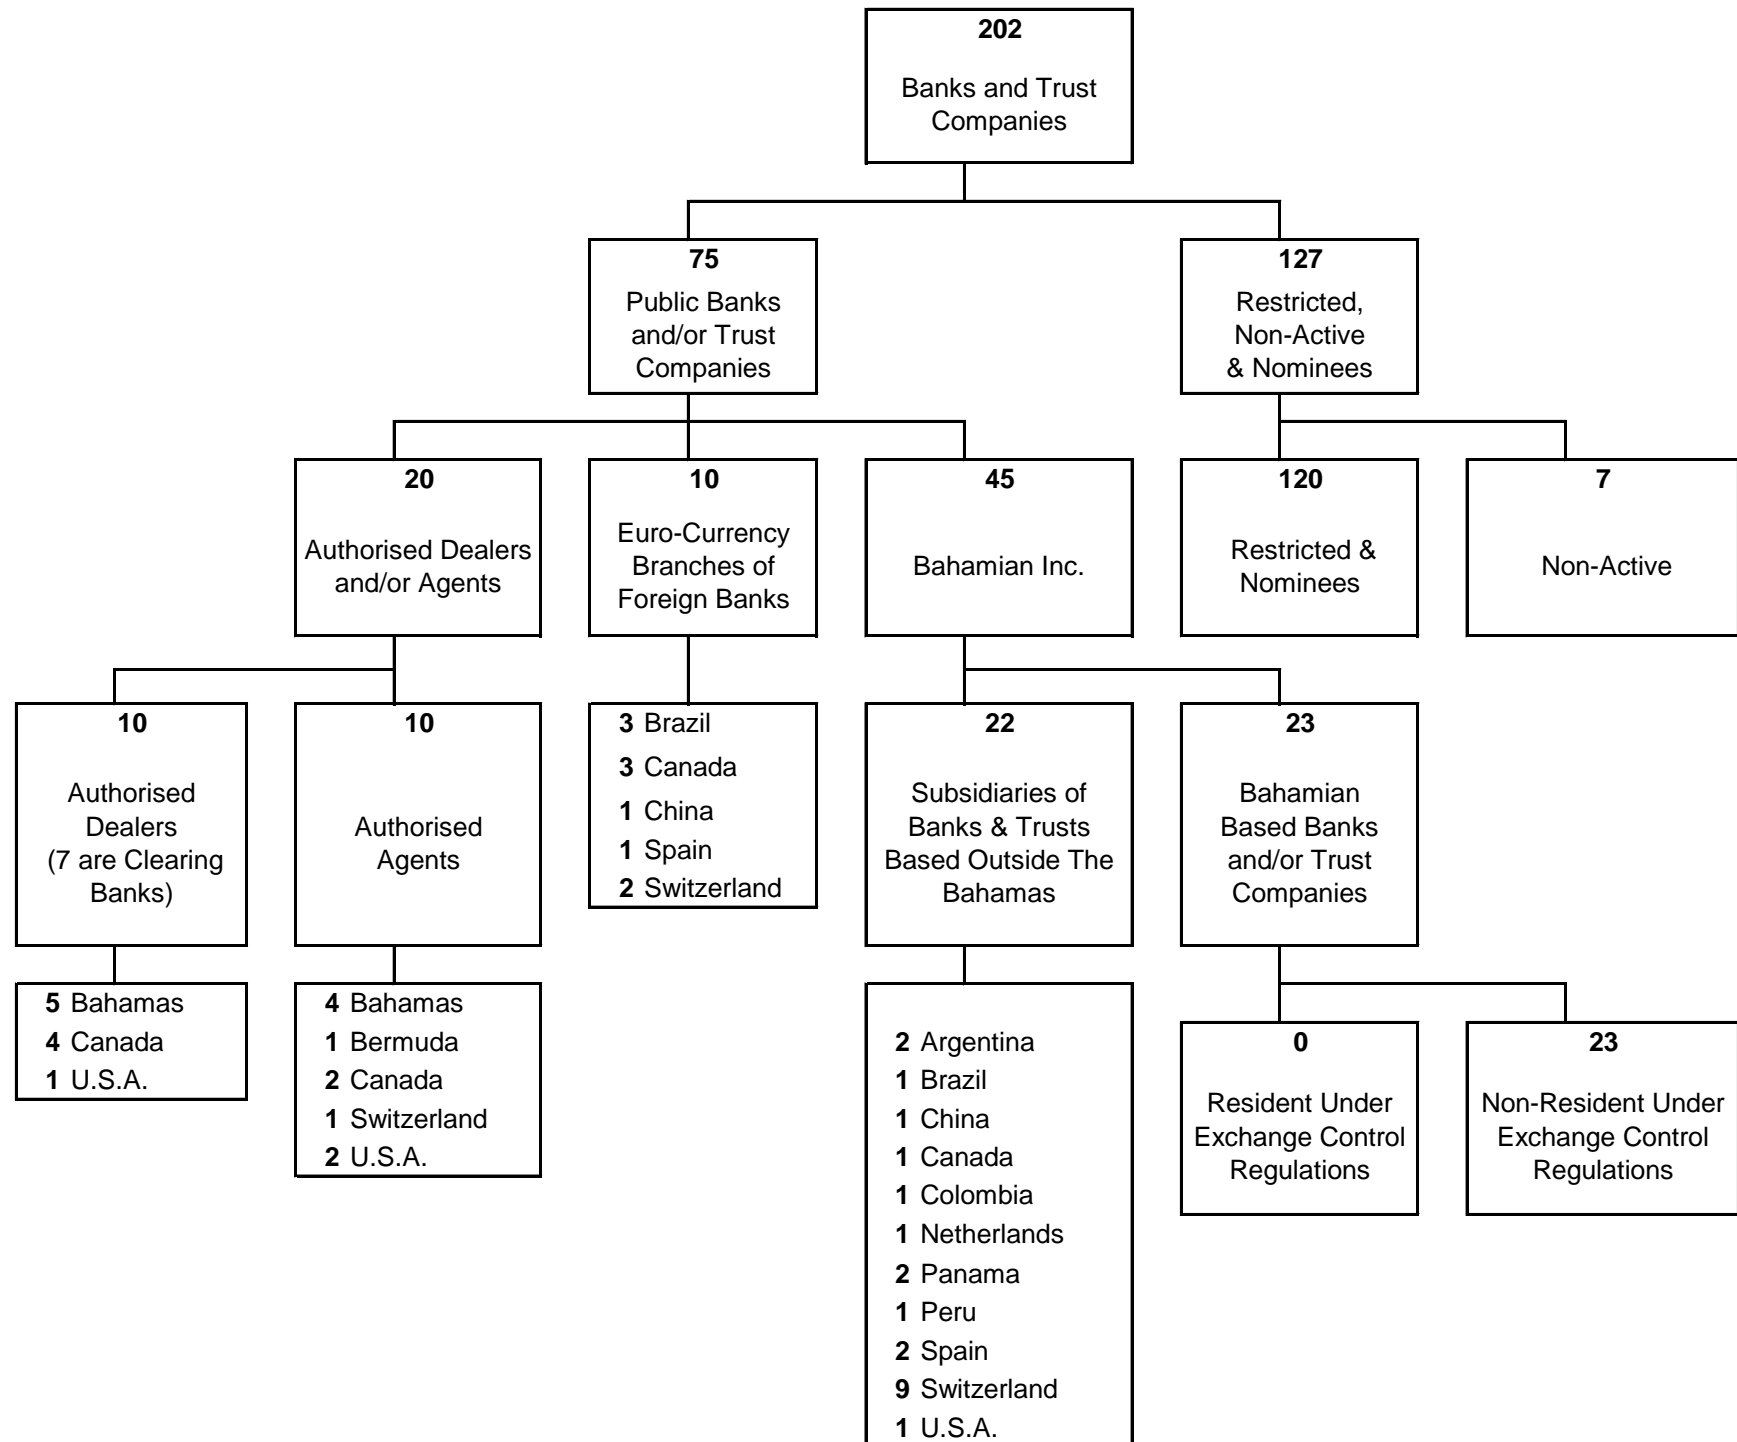 202
Banks and Trust
Companies
75
Public Banks
and/or Trust
Companies
127
Restricted,
Non-Active
& Nominees
20
Authorised Dealers
and/or Agents
10
Euro-Currency
Branches of
Foreign Banks
45
Bahamian Inc.
120
Restricted &
Nominees
7
Non-Active
10
Authorised
Dealers
(7 are Clearing
Banks)
10
Authorised
Agents
3 Brazil
3 Canada
1 China
1 Spain
2 Switzerland
22
Subsidiaries of
Banks & Trusts
Based Outside The
Bahamas
23
Bahamian
Based Banks
and/or Trust
Companies
5 Bahamas
4 Canada
1 U.S.A.
4 Bahamas
1 Bermuda
2 Canada
1 Switzerland
2 U.S.A.
2 Argentina
1 Brazil
1 China
1 Canada
1 Colombia
1 Netherlands
2 Panama
1 Peru
2 Spain
9 Switzerland
1 U.S.A.
0
Resident Under
Exchange Control
Regulations
23
Non-Resident Under
Exchange Control
Regulations